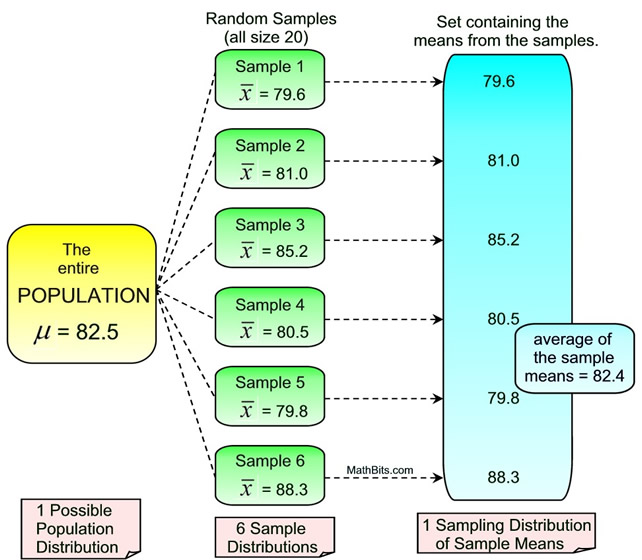 Random Samples
(all size 20)
Set containing the
means from the samples.
Sample 1
x̅ = 79.6
Sample 2
x̅ = 81.0
Sample 3
x̅ = 85.2
Sample 4
x̅ = 80.5
Sample 5
x̅ = 79.8
Sample 6
x̅ = 88.3
The
entire
POPULATION
μ = 82.5
79.6
81.0
85.2
80.5
79.8
88.3
average of
the sample
means = 82.4
MathBits.com
1 Possible
Population
Distribution
6 Sample
Distributions
1 Sampling Distribution
of Sample Means